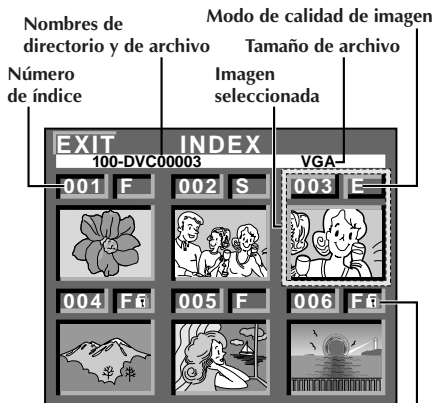 Modo de calidad de imagen
Nombres de
directorio y de archivo
Tamaño de archivo
Número
de índice
Imagen
seleccionada
EXIT INDEX
100-DVC00003 VGA
001 F 002 S 003 E
004 F 005 F 006 F